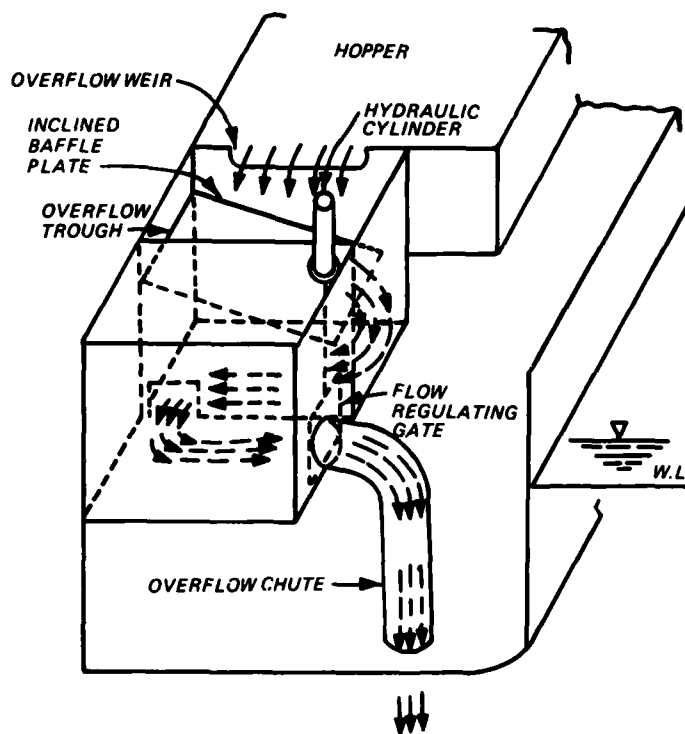 HOPPER
OVERFLOW WEIR
HYDRAULIC
CYLINDER
INCLINED
BAFFLE
PLATE
OVERFLOW
TROUGH
FLOW
REGULATING
GATE
W.L
OVERFLOW CHUTE